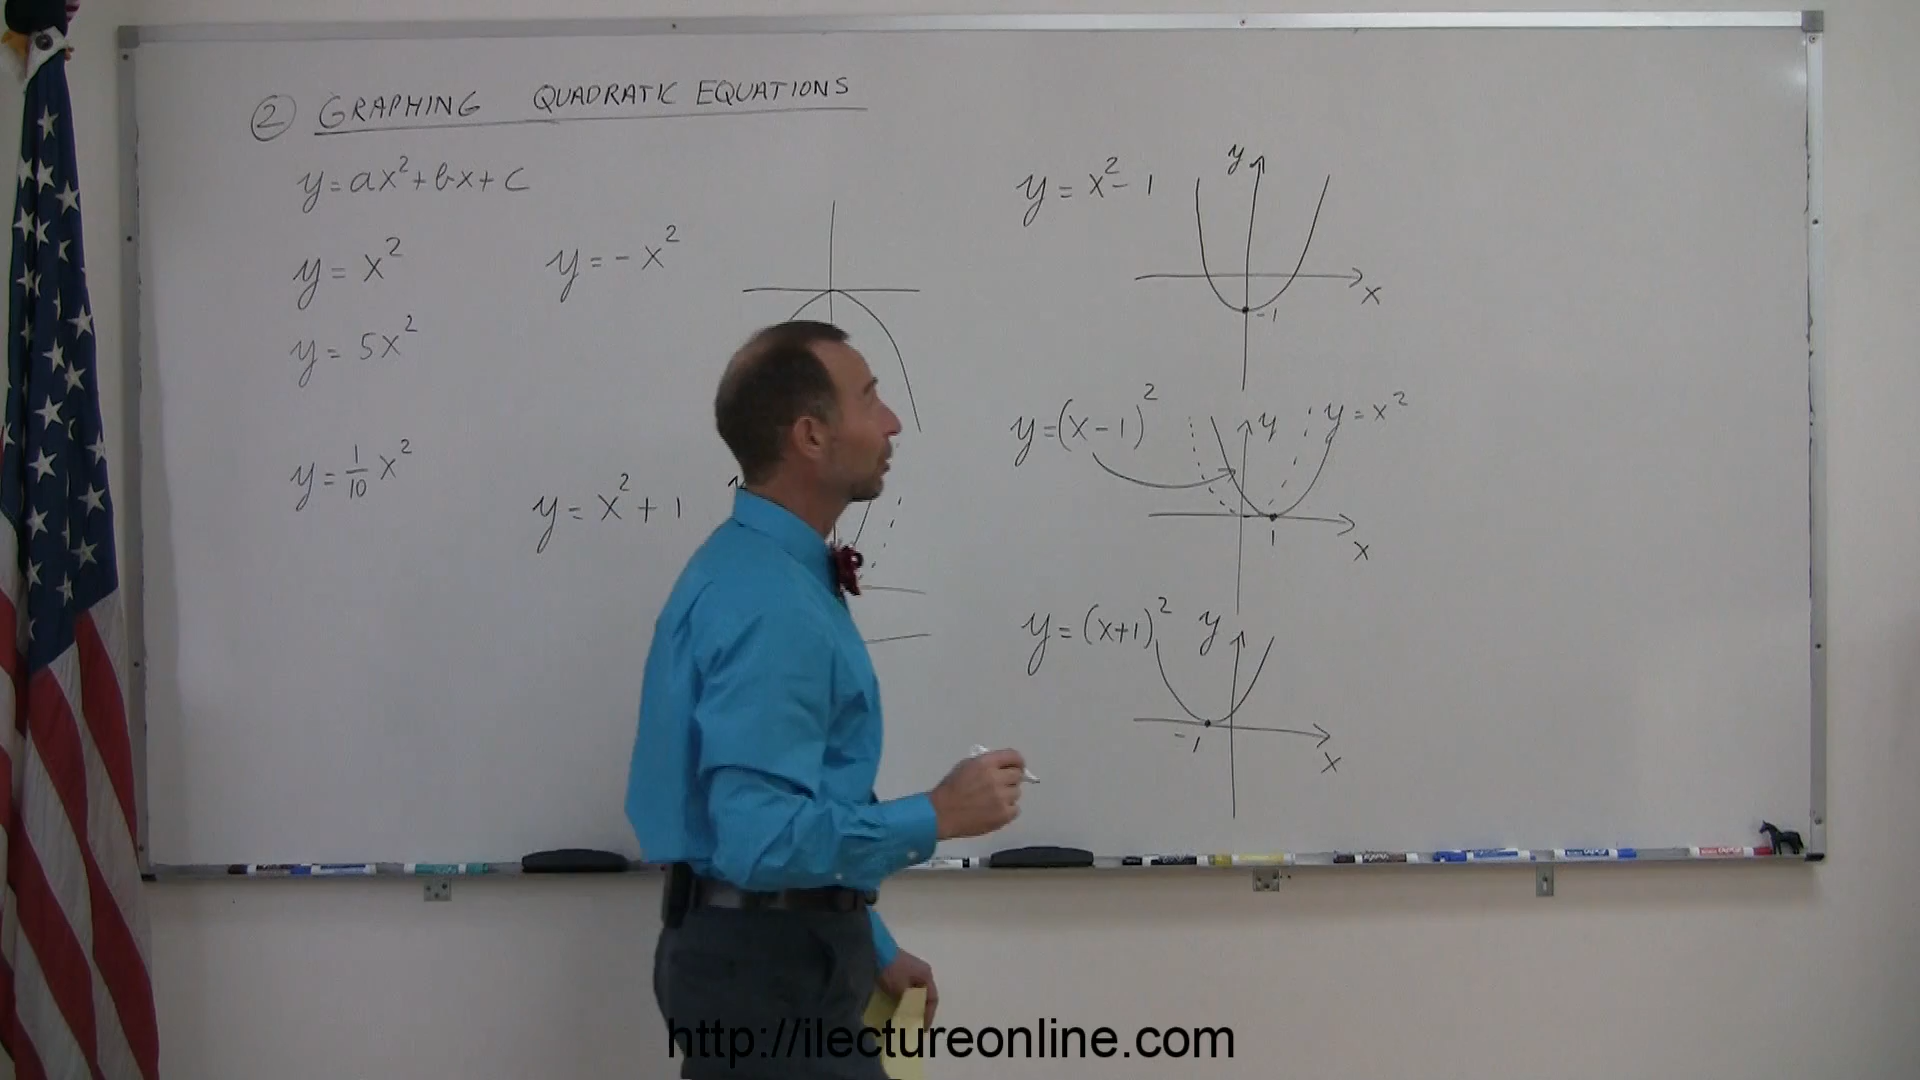 ② GRAPHING QUADRATIC EQUATIONS
y = ax² + bx + c
y = x²
y = 5x²
y = 1/10 x²
y = - x²
y = x² + 1
y = x² - 1
y
x
-1
y = (x - 1)²
y
y = x²
1
x
y = (x+1)²
y
-1
x
http://ilectureonline.com